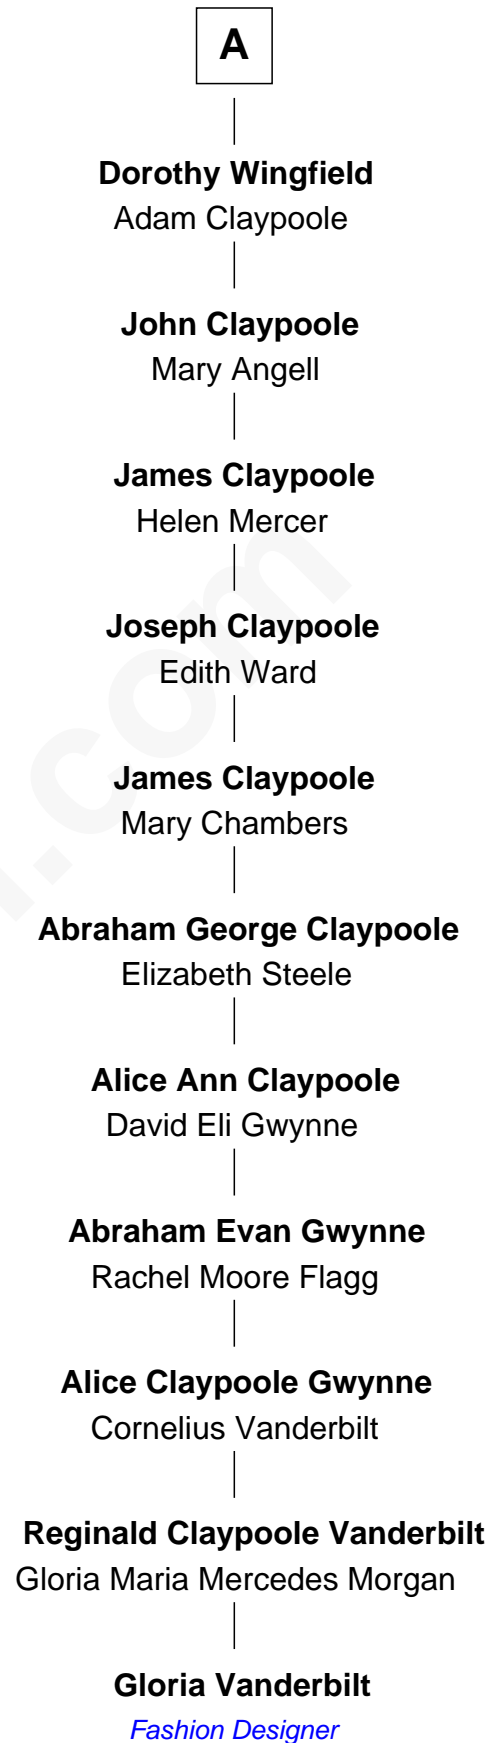 A
Dorothy Wingfield
Adam Claypoole
John Claypoole
Mary Angell
James Claypoole
Helen Mercer
Joseph Claypoole
Edith Ward
James Claypoole
Mary Chambers
Abraham George Claypoole
Elizabeth Steele
Alice Ann Claypoole
David Eli Gwynne
Abraham Evan Gwynne
Rachel Moore Flagg
Alice Claypoole Gwynne
Cornelius Vanderbilt
Reginald Claypoole Vanderbilt
Gloria Maria Mercedes Morgan
Gloria Vanderbilt
Fashion Designer